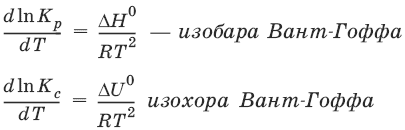 d ln K_p / dT = ΔH⁰ / RT² — изобара Вант-Гоффа
d ln K_c / dT = ΔU⁰ / RT² изохора Вант-Гоффа